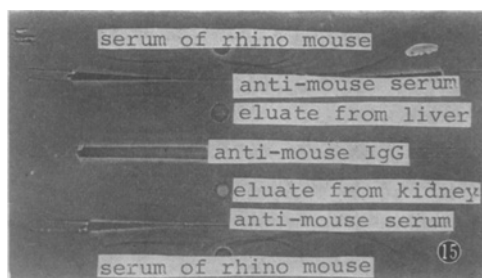 serum of rhino mouse
anti-mouse serum
eluate from liver
anti-mouse IgG
eluate from kidney
anti-mouse serum
15
serum of rhino mouse